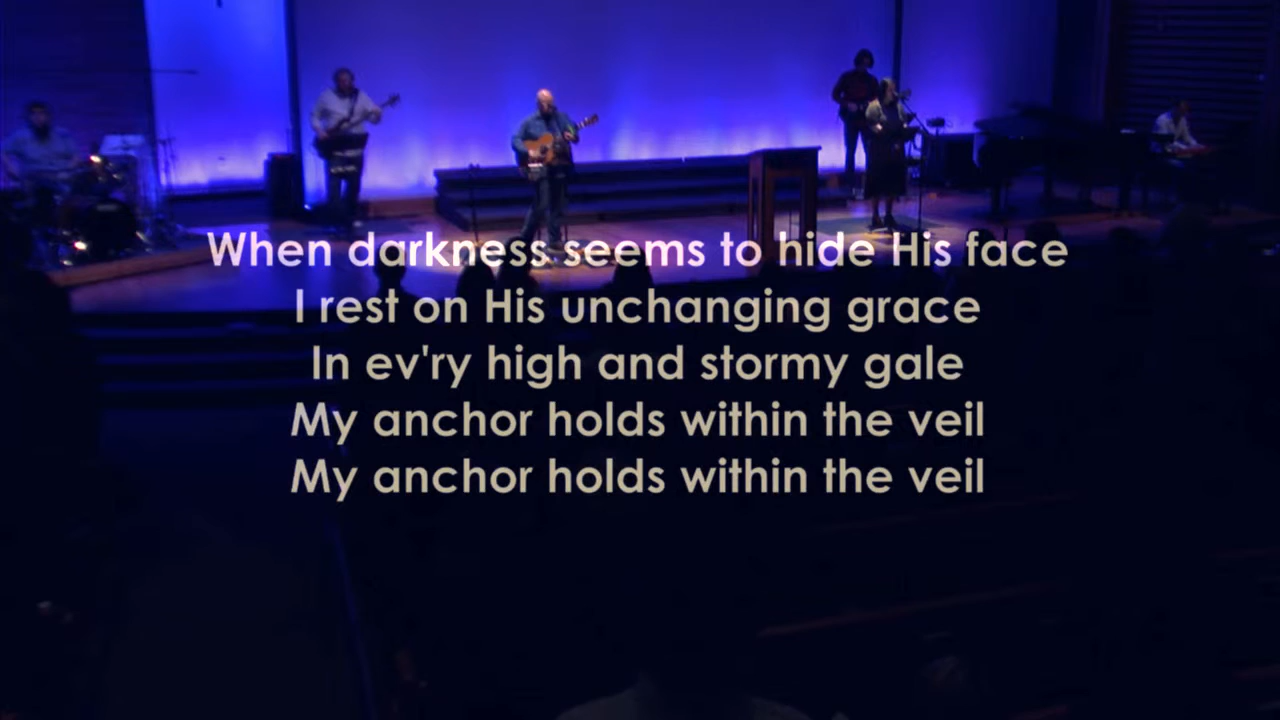 When darkness seems to hide His face
I rest on His unchanging grace
In ev'ry high and stormy gale
My anchor holds within the veil
My anchor holds within the veil